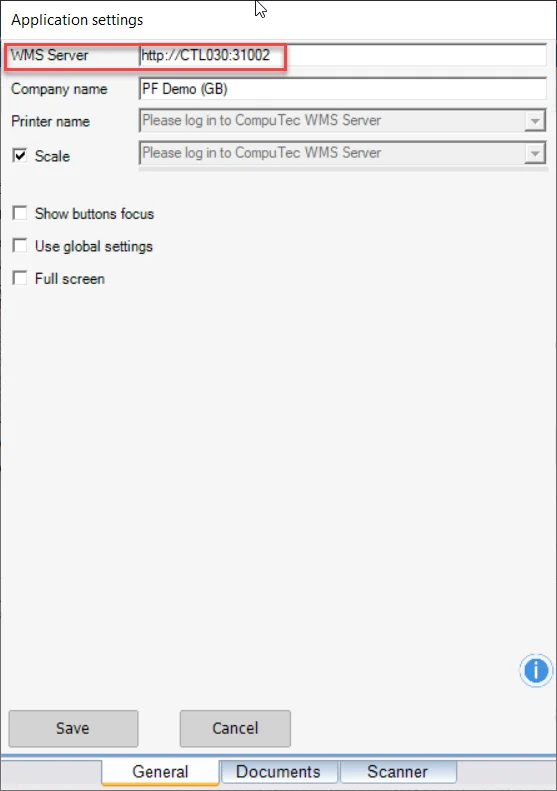 Application settings
WMS Server http://CTL030:31002
Company name PF Demo (GB)
Printer name Please log in to CompuTec WMS Server
Scale Please log in to CompuTec WMS Server
Show buttons focus
Use global settings
Full screen
i
Save Cancel
General Documents Scanner